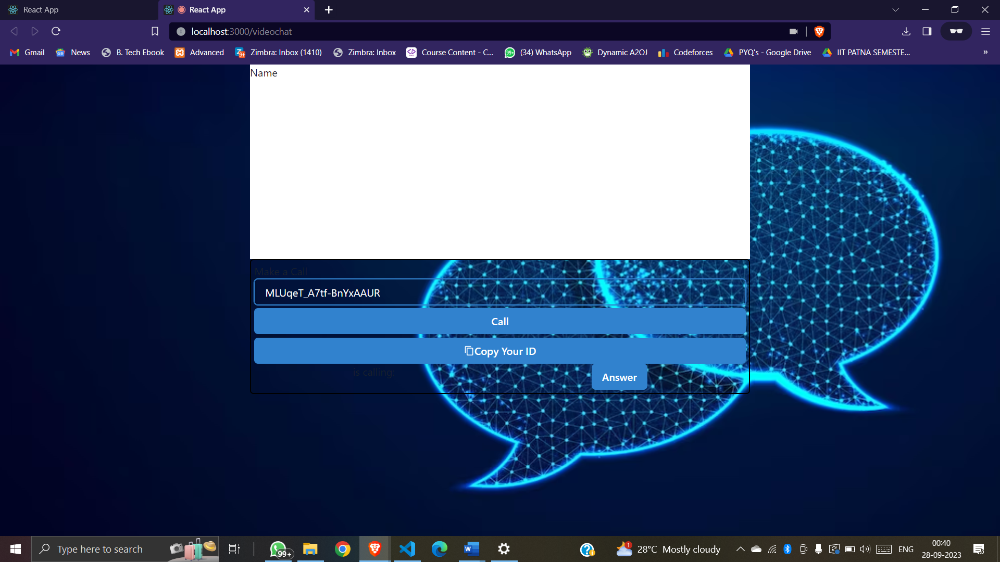 React App
React App
localhost:3000/videochat
Gmail
News
B. Tech Ebook
Advanced
Zimbra: Inbox (1410)
Zimbra: Inbox
Course Content - C...
(34) WhatsApp
Dynamic A2OJ
Codeforces
PYQ's - Google Drive
IIT PATNA SEMESTE...
»
Name
Make a Call
MLUqeT_A7tf-BnYxAAUR
Call
Copy Your ID
is calling:
Answer
Type here to search
99+
28°C Mostly cloudy
ENG
00:40
28-09-2023